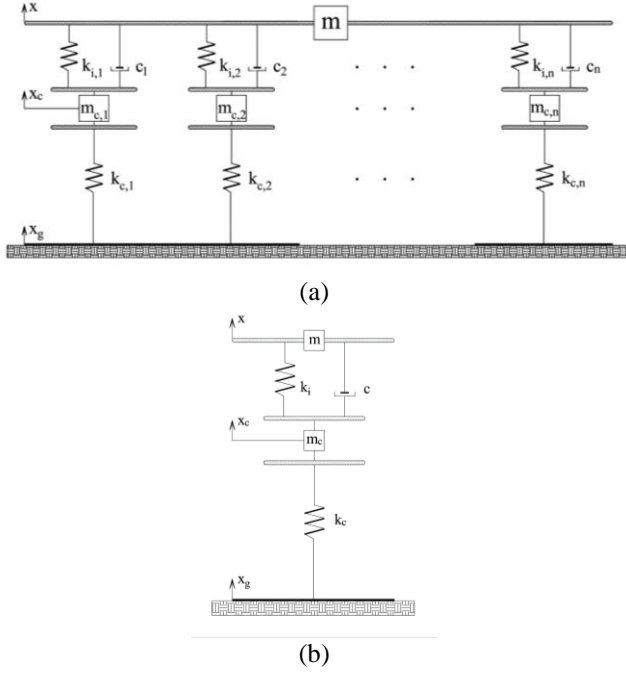 x
m
k_{i,1} c_1 k_{i,2} c_2 . . . k_{i,n} c_n
x_c
m_{c,1} m_{c,2} . . . m_{c,n}
k_{c,1} k_{c,2} . . . k_{c,n}
x_g
(a)
x
m
k_i c
x_c
m_c
k_c
x_g
(b)